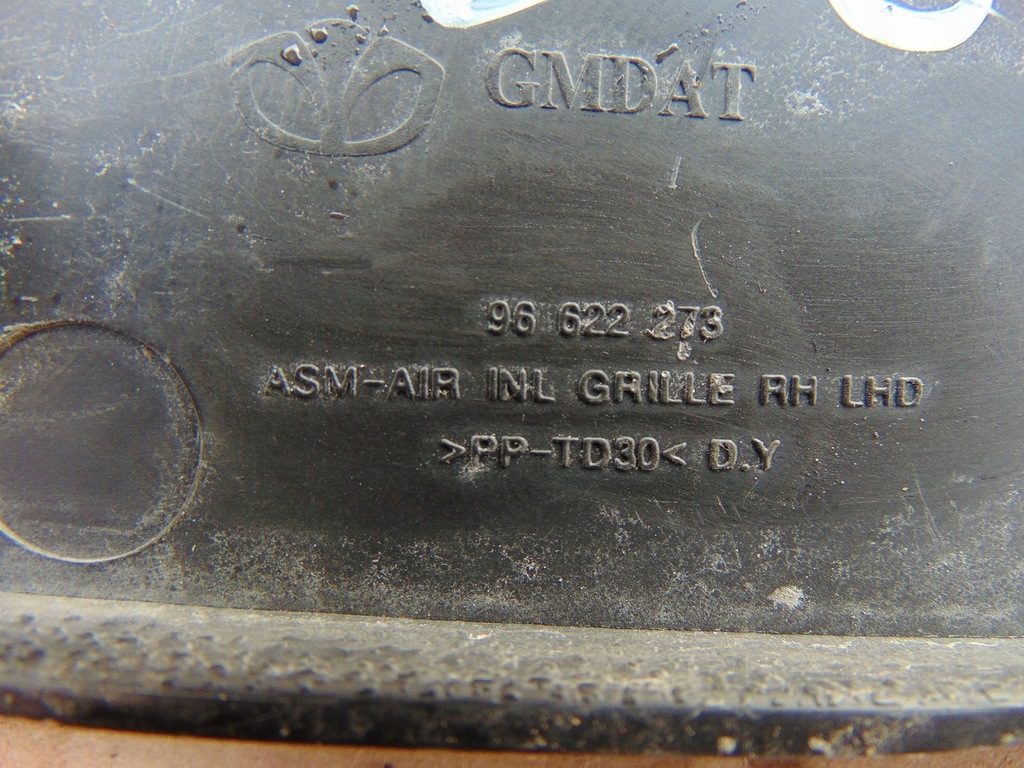 GMDAT
96 622 273
ASM-AIR INL GRILLE RH LHD
>PP-TD30< D.Y